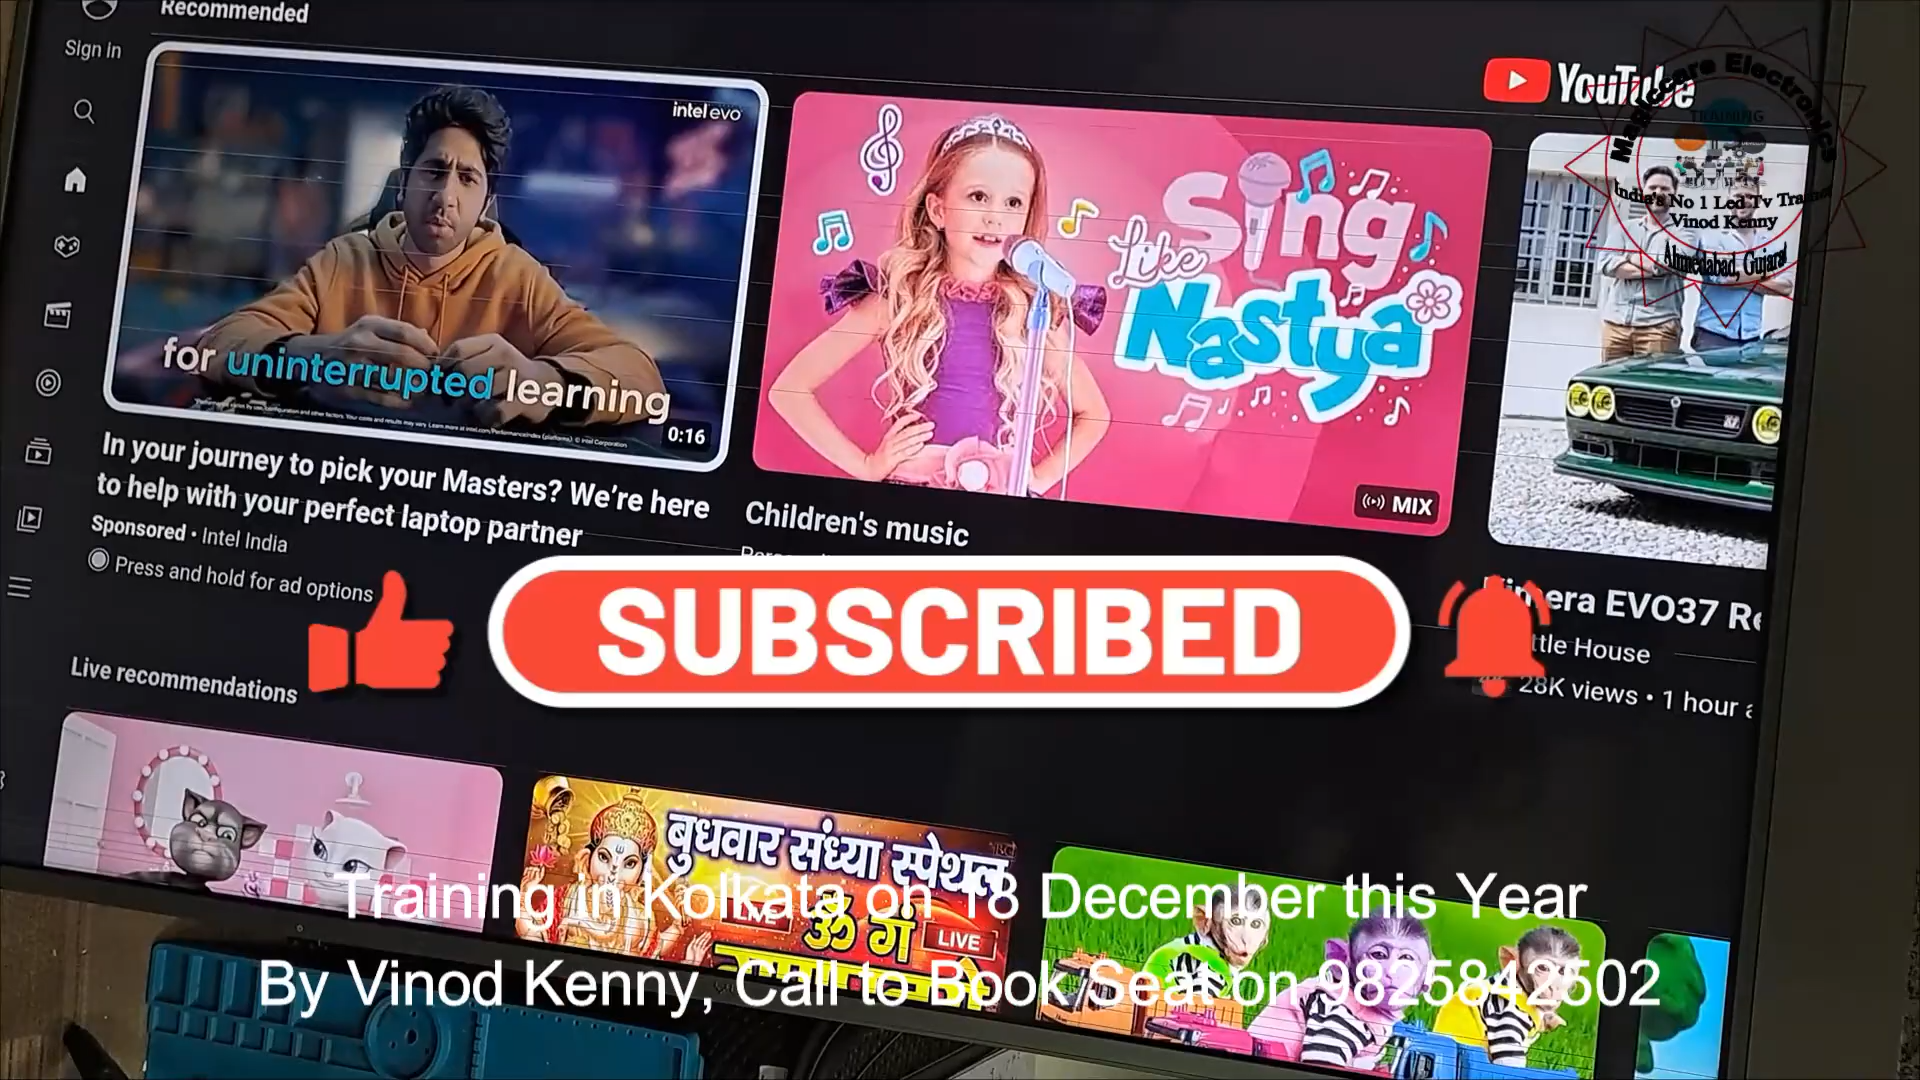 Recommended
Sign in
YouTube
Magicare Electronics
TRAINING
India's No 1 Led Tv Trainer
Vinod Kenny
Ahmedabad, Gujarat
intel evo
for uninterrupted learning
0:16
Sing
Like
Nastya
MIX
In your journey to pick your Masters? We're here
to help with your perfect laptop partner
Sponsored • Intel India
Press and hold for ad options
Children's music
EVO37
ttle House
28K views • 1 hour
SUBSCRIBED
Live recommendations
बुधवार संध्या स्पेशल
LIVE
ॐ गं
LIVE
Training in Kolkata on 18 December this Year
By Vinod Kenny, Call to Book Seat on 9825842502